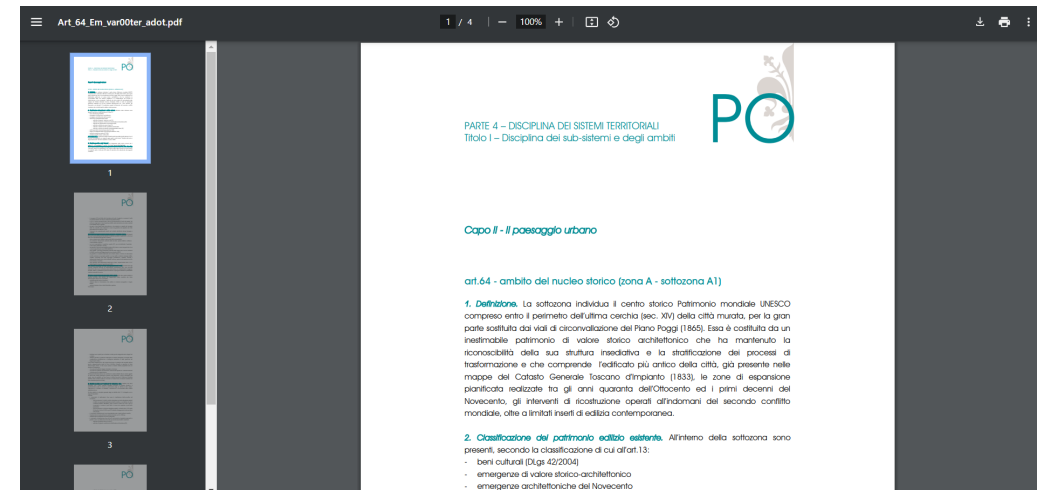 Art_64_Em_var00ter_adot.pdf
1 / 4
100%
PO
PARTE 4 – DISCIPLINA DEI SISTEMI TERRITORIALI
Titolo I – Disciplina dei sub-sistemi e degli ambiti
Capo II - Il paesaggio urbano
art.64 - ambito del nucleo storico (zona A - sottozona A1)
1. Definizione. La sottozona individua il centro storico Patrimonio mondiale UNESCO
compreso entro il perimetro dell'ultima cerchia (sec. XIV) della città murata, per la gran
parte sostituita dai viali di circonvallazione del Piano Poggi (1865). Essa è costituita da un
inestimabile patrimonio di valore storico architettonico che ha mantenuto la
riconoscibilità della sua struttura insediativa e la stratificazione dei processi di
trasformazione e che comprende l'edificato più antico della città, già presente nelle
mappe del Catasto Generale Toscano d'impianto (1833), le zone di espansione
pianificata realizzate tra gli anni quaranta dell'Ottocento ed i primi decenni del
Novecento, gli interventi di ricostruzione operati all'indomani del secondo conflitto
mondiale, oltre a limitati inserti di edilizia contemporanea.
2. Classificazione del patrimonio edilizio esistente. All'interno della sottozona sono
presenti, secondo la classificazione di cui all'art.13:
- beni culturali (DLgs 42/2004)
- emergenze di valore storico-architettonico
- emergenze architettoniche del Novecento
PO
1
PO
2
PO
3
PO